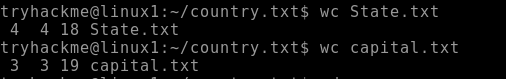 tryhackme@linux1:~/country.txt$ wc State.txt
 4  4 18 State.txt
tryhackme@linux1:~/country.txt$ wc capital.txt
 3  3 19 capital.txt